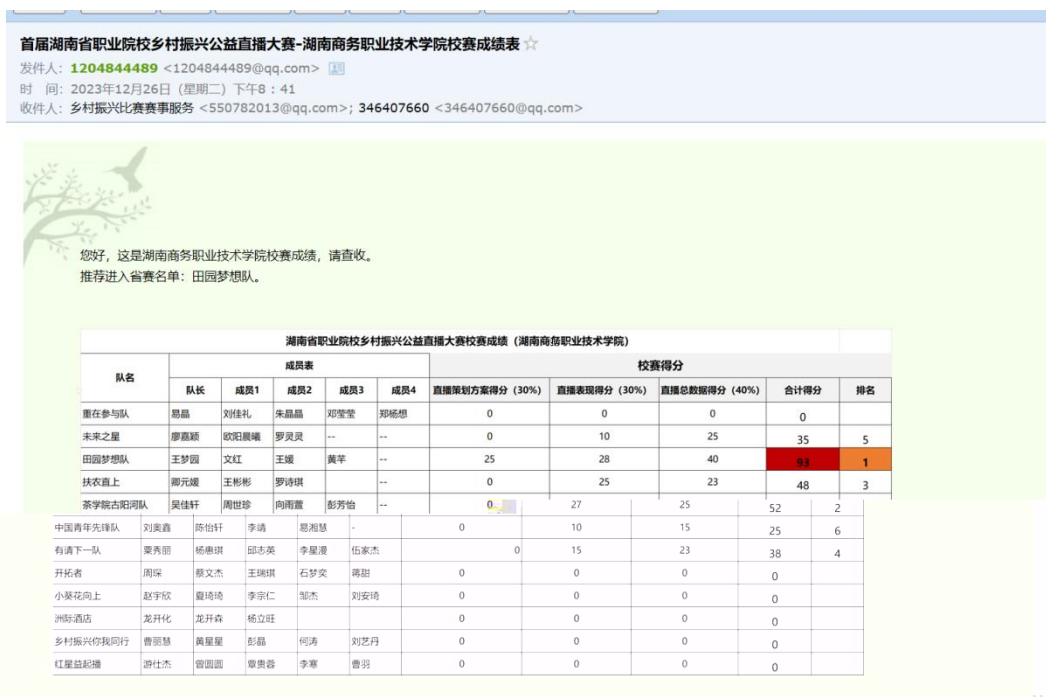 首届湖南省职业院校乡村振兴公益直播大赛-湖南商务职业技术学院校赛成绩表
发件人：1204844489 <1204844489@qq.com>
时 间：2023年12月26日（星期二）下午8：41
收件人：乡村振兴比赛赛事服务 <550782013@qq.com>; 346407660 <346407660@qq.com>
您好，这是湖南商务职业技术学院校赛成绩，请查收。
推荐进入省赛名单：田园梦想队。
湖南省职业院校乡村振兴公益直播大赛校赛成绩（湖南商务职业技术学院）
队名 成员表 校赛得分
队长 成员1 成员2 成员3 成员4 直播策划方案得分（30%） 直播表现得分（30%） 直播总数据得分（40%） 合计得分 排名
重在参与队 易晶 刘佳礼 朱晶晶 邓莹莹 郑杨想 0 0 0 0
未来之星 廖嘉颖 欧阳晨曦 罗灵灵 -- -- 0 10 25 35 5
田园梦想队 王梦园 文红 王媛 黄芊 -- 25 28 40 93 1
扶农直上 卿元媛 王彬彬 罗诗琪 -- 0 25 23 48 3
茶学院古阳河队 吴佳轩 周世珍 向雨萱 彭芳怡 -- 0 27 25 52 2
中国青年先锋队 刘奥鑫 陈怡轩 李靖 易湘慧 - 0 10 15 25 6
有请下一队 粟秀丽 杨惠琪 邱志英 李星漫 伍家杰 0 15 23 38 4
开拓者 周琛 蔡文杰 王瑞琪 石梦奕 蒋甜 0 0 0 0
小葵花向上 赵宇欣 夏琦琦 李宗仁 邹杰 刘安琦 0 0 0 0
洲际酒店 龙开化 龙开森 杨立旺 0 0 0 0
乡村振兴你我同行 曹丽慧 黄星星 彭晶 何涛 刘艺丹 0 0 0 0
红星益起播 游仕杰 曾圆圆 覃贵蓉 李寒 曹羽 0 0 0 0